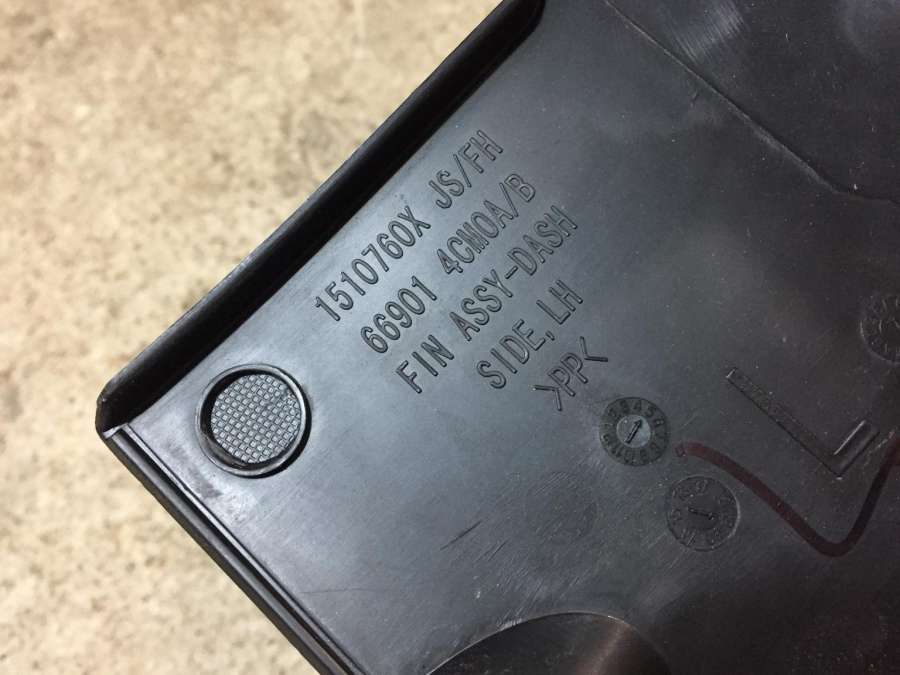 1510760X JS/FH
66901 4CM0A/B
FIN ASSY-DASH
SIDE,LH
>PP<
L